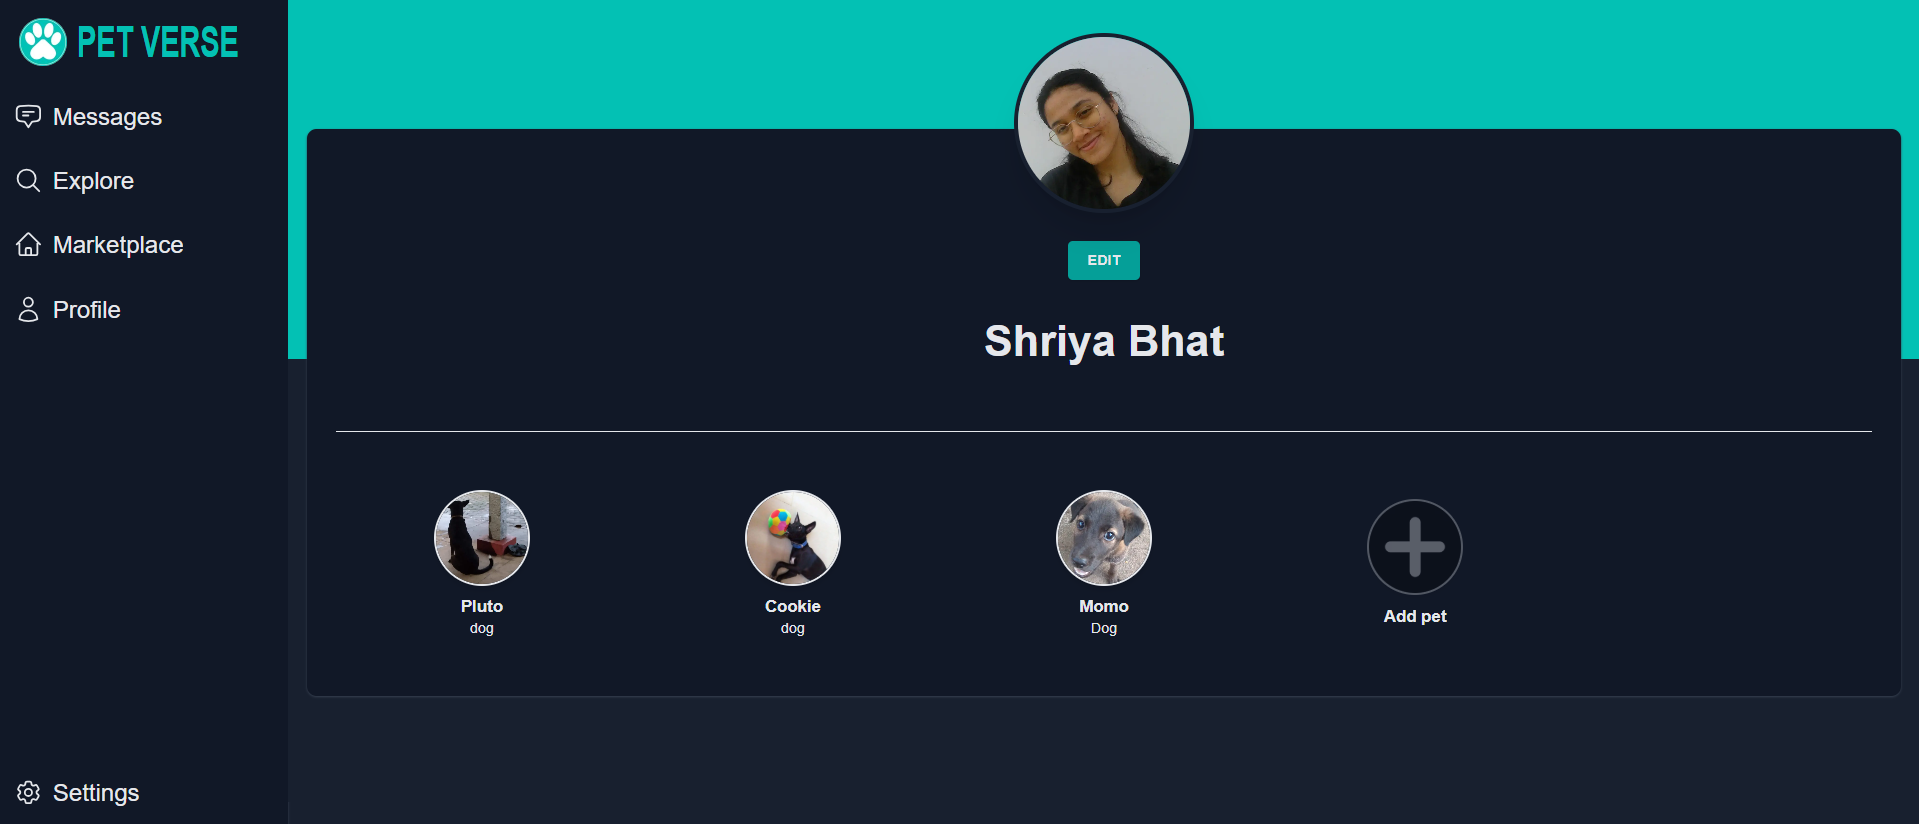 PET VERSE
Messages
Explore
Marketplace
Profile
Settings
EDIT
Shriya Bhat
Pluto
dog
Cookie
dog
Momo
Dog
Add pet